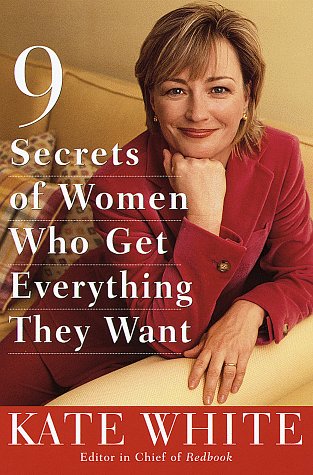 9
Secrets
of Women
Who Get
Everything
They Want
KATE WHITE
Editor in Chief of Redbook